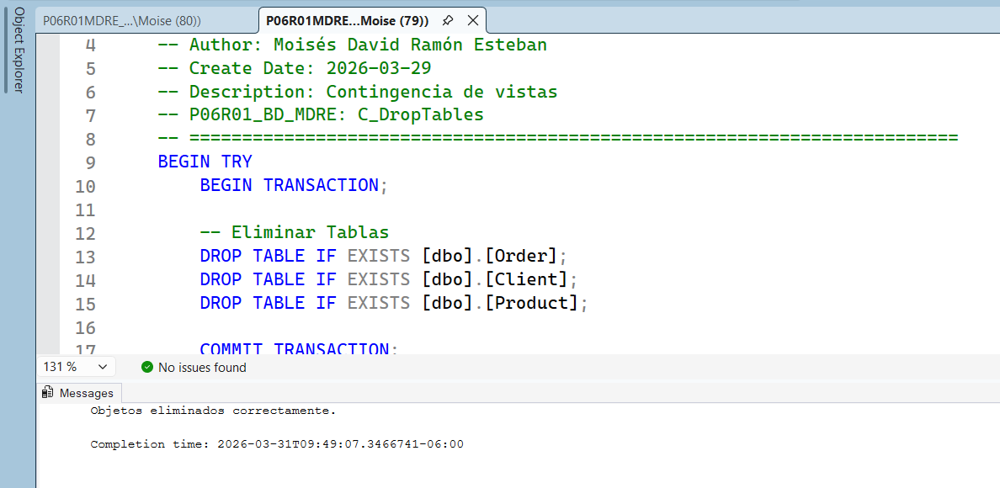 Object Explorer
P06R01MDRE_...\Moise (80))
P06R01MDRE...Moise (79))
4 -- Author: Moisés David Ramón Esteban
5 -- Create Date: 2026-03-29
6 -- Description: Contingencia de vistas
7 -- P06R01_BD_MDRE: C_DropTables
8 -- =========================================================================
9 BEGIN TRY
10 BEGIN TRANSACTION;
11
12 -- Eliminar Tablas
13 DROP TABLE IF EXISTS [dbo].[Order];
14 DROP TABLE IF EXISTS [dbo].[Client];
15 DROP TABLE IF EXISTS [dbo].[Product];
16
17 COMMIT TRANSACTION;
131 % No issues found
Messages
Objetos eliminados correctamente.
Completion time: 2026-03-31T09:49:07.3466741-06:00